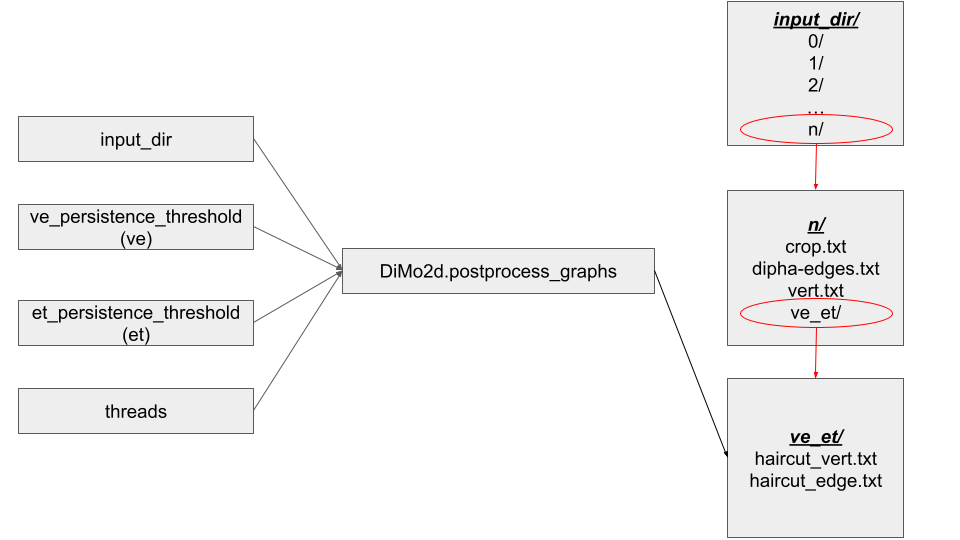 input_dir
ve_persistence_threshold
(ve)
et_persistence_threshold
(et)
threads
DiMo2d.postprocess_graphs
input_dir/
0/
1/
2/
…
n/
n/
crop.txt
dipha-edges.txt
vert.txt
ve_et/
ve_et/
haircut_vert.txt
haircut_edge.txt